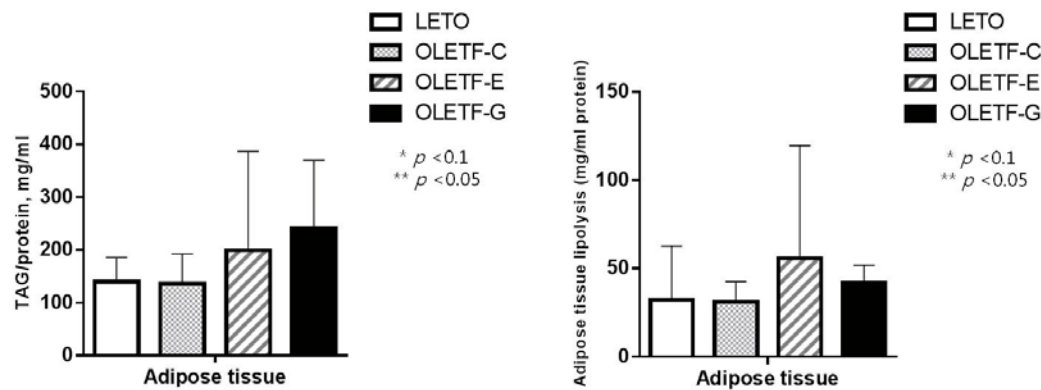 LETO
OLETF-C
OLETF-E
OLETF-G
* p <0.1
** p <0.05
TAG/protein, mg/ml
500
400
300
200
100
0
Adipose tissue
LETO
OLETF-C
OLETF-E
OLETF-G
* p <0.1
** p <0.05
Adipose tissue lipolysis (mg/ml protein)
150
100
50
0
Adipose tissue